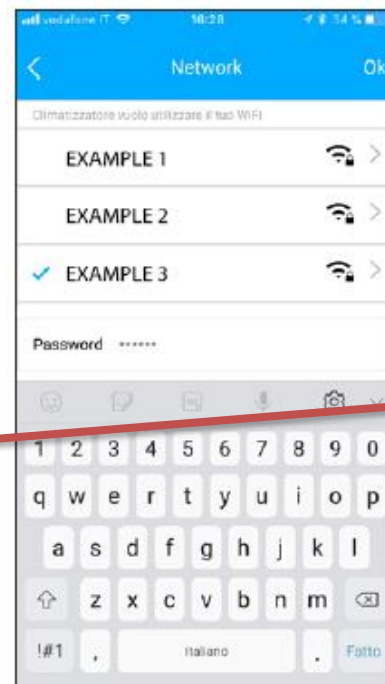 vodafone IT 16:28 34 %
Network Ok
Climatizzatore vuole utilizzare il tuo WiFi
EXAMPLE 1
EXAMPLE 2
EXAMPLE 3
Password ••••••
1 2 3 4 5 6 7 8 9 0
q w e r t y u i o p
a s d f g h j k l
z x c v b n m
!#1 , Italiano . Fatto